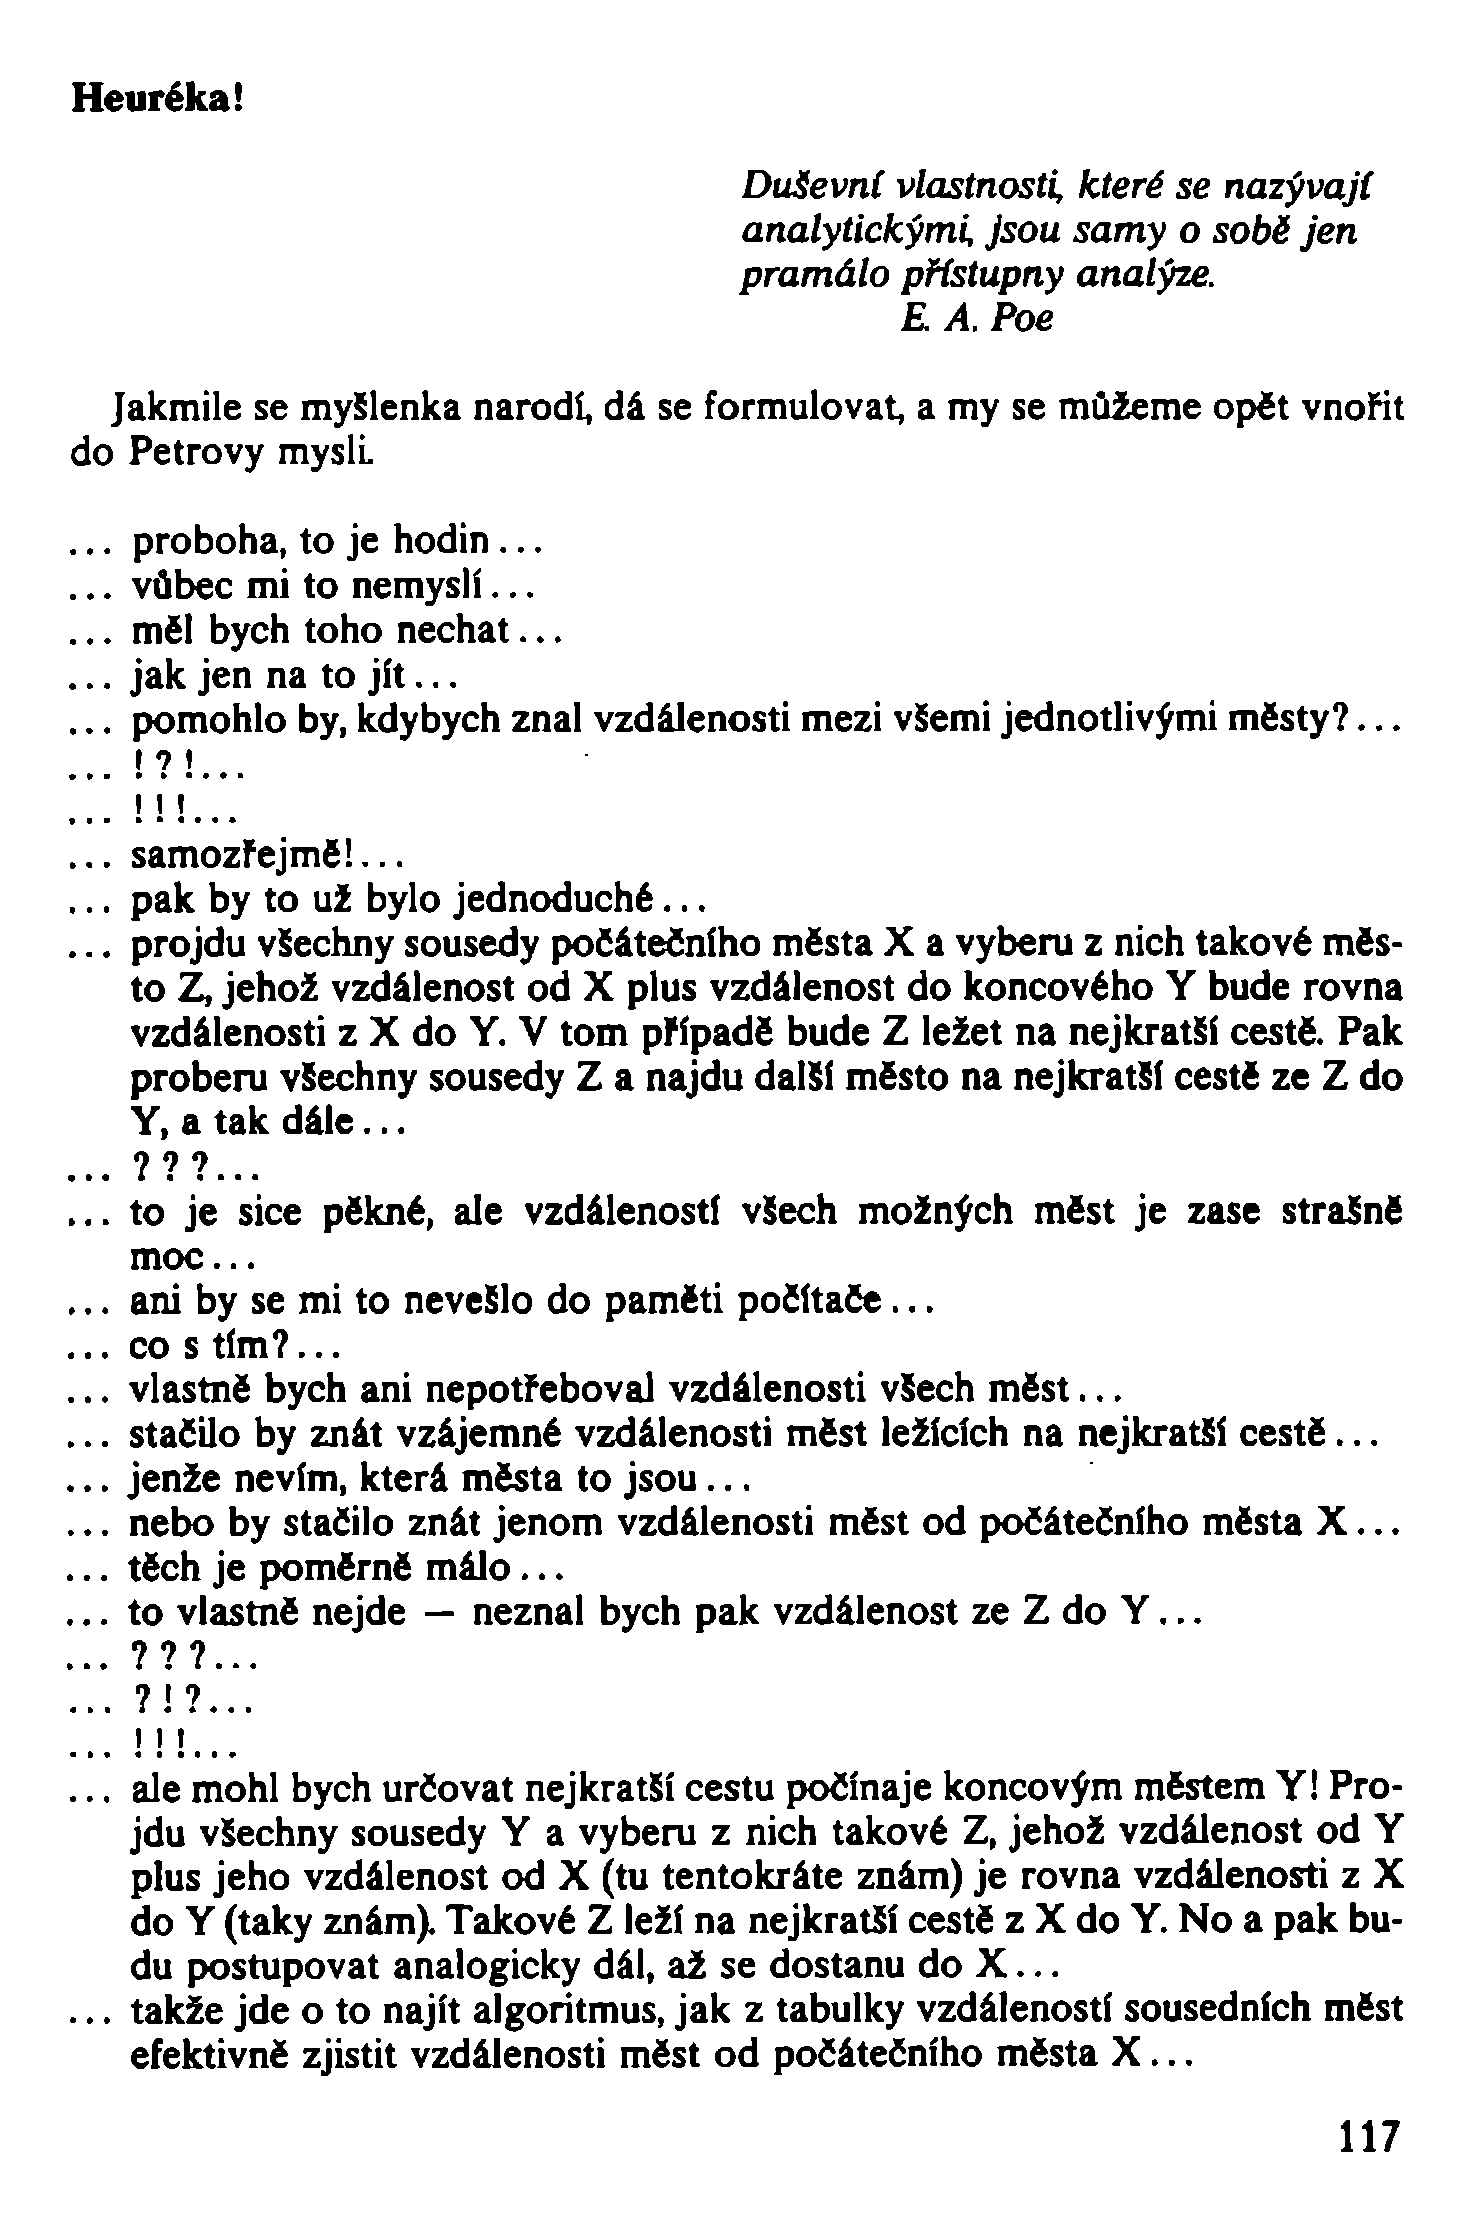 Heuréka!
Duševní vlastnosti, které se nazývají
analytickými, jsou samy o sobě jen
pramálo přístupny analýze.
E. A. Poe
Jakmile se myšlenka narodí, dá se formulovat, a my se můžeme opět vnořit
do Petrovy mysli.
... proboha, to je hodin...
... vůbec mi to nemyslí...
... měl bych toho nechat...
... jak jen na to jít...
... pomohlo by, kdybych znal vzdálenosti mezi všemi jednotlivými městy?...
... !?!...
... !!!...
... samozřejmě!...
... pak by to už bylo jednoduché...
... projdu všechny sousedy počátečního města X a vyberu z nich takové měs-
to Z, jehož vzdálenost od X plus vzdálenost do koncového Y bude rovna
vzdálenosti z X do Y. V tom případě bude Z ležet na nejkratší cestě. Pak
proberu všechny sousedy Z a najdu další město na nejkratší cestě ze Z do
Y, a tak dále...
... ???...
... to je sice pěkné, ale vzdáleností všech možných měst je zase strašně
moc...
... ani by se mi to nevešlo do paměti počítače...
... co s tím?...
... vlastně bych ani nepotřeboval vzdálenosti všech měst...
... stačilo by znát vzájemné vzdálenosti měst ležících na nejkratší cestě...
... jenže nevím, která města to jsou...
... nebo by stačilo znát jenom vzdálenosti měst od počátečního města X...
... těch je poměrně málo...
... to vlastně nejde — neznal bych pak vzdálenost ze Z do Y...
... ???...
... ?!?...
... !!!...
... ale mohl bych určovat nejkratší cestu počínaje koncovým městem Y! Pro-
jdu všechny sousedy Y a vyberu z nich takové Z, jehož vzdálenost od Y
plus jeho vzdálenost od X (tu tentokráte znám) je rovna vzdálenosti z X
do Y (taky znám). Takové Z leží na nejkratší cestě z X do Y. No a pak bu-
du postupovat analogicky dál, až se dostanu do X...
... takže jde o to najít algoritmus, jak z tabulky vzdáleností sousedních měst
efektivně zjistit vzdálenosti měst od počátečního města X...
117